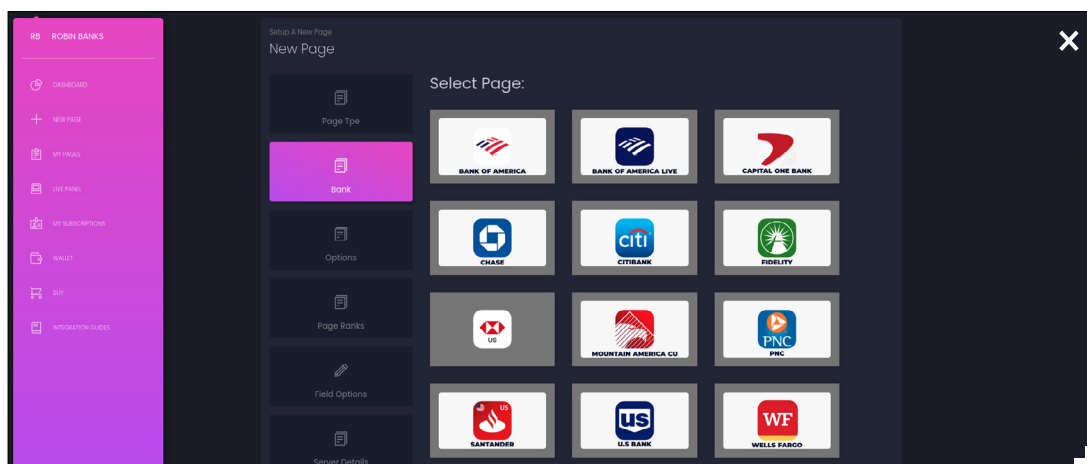 RB ROBIN BANKS
DASHBOARD
NEW PAGE
MY PAGES
LIVE PANEL
MY SUBSCRIPTIONS
WALLET
BUY
INTEGRATION GUIDES
Setup A New Page
New Page
Page Tpe
Bank
Options
Page Ranks
Field Options
Server Details
Select Page:
BANK OF AMERICA
BANK OF AMERICA LIVE
CAPITAL ONE BANK
CHASE
citi
CITIBANK
FIDELITY
US
MOUNTAIN AMERICA CU
PNC
PNC
US
SANTANDER
US
U.S BANK
WF
WELLS FARGO